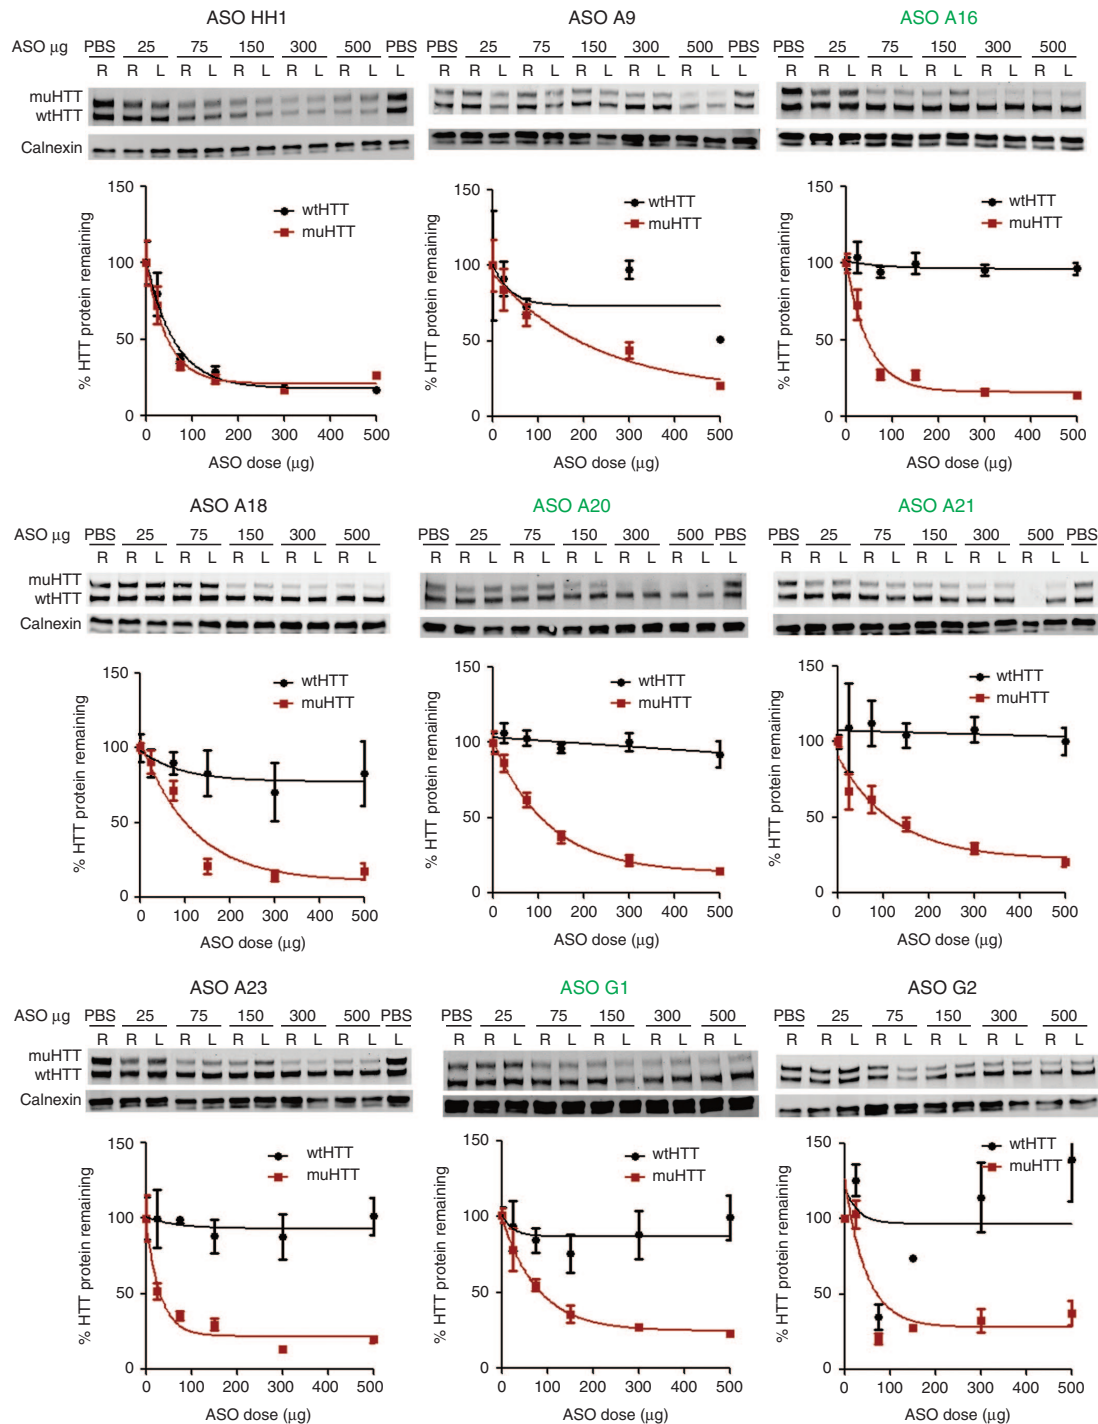 ASO HH1
ASO µg PBS 25 75 150 300 500 PBS
R R L R L R L R L R L L
muHTT
wtHTT
Calnexin
150
100
50
0
% HTT protein remaining
wtHTT
muHTT
0 100 200 300 400 500
ASO dose (µg)
ASO A9
PBS 25 75 150 300 500 PBS
R R L R L R L R L R L L
150
100
50
0
% HTT protein remaining
wtHTT
muHTT
0 100 200 300 400 500
ASO dose (µg)
ASO A16
PBS 25 75 150 300 500
R R L R L R L R L R L
150
100
50
0
% HTT protein remaining
wtHTT
muHTT
0 100 200 300 400 500
ASO dose (µg)
ASO A18
ASO µg PBS 25 75 150 300 500
R R L R L R L R L R L
muHTT
wtHTT
Calnexin
150
100
50
0
% HTT protein remaining
wtHTT
muHTT
0 100 200 300 400 500
ASO dose (µg)
ASO A20
PBS 25 75 150 300 500 PBS
R R L R L R L R L R L L
150
100
50
0
% HTT protein remaining
wtHTT
muHTT
0 100 200 300 400 500
ASO dose (µg)
ASO A21
PBS 25 75 150 300 500 PBS
R R L R L R L R L R L L
150
100
50
0
% HTT protein remaining
wtHTT
muHTT
0 100 200 300 400 500
ASO dose (µg)
ASO A23
ASO µg PBS 25 75 150 300 500 PBS
R R L R L R L R L R L L
muHTT
wtHTT
Calnexin
150
100
50
0
% HTT protein remaining
wtHTT
muHTT
0 100 200 300 400 500
ASO dose (µg)
ASO G1
PBS 25 75 150 300 500
R R L R L R L R L R L
150
100
50
0
% HTT protein remaining
wtHTT
muHTT
0 100 200 300 400 500
ASO dose (µg)
ASO G2
PBS 25 75 150 300 500
R R L R L R L R L R L
150
100
50
0
% HTT protein remaining
wtHTT
muHTT
0 100 200 300 400 500
ASO dose (µg)